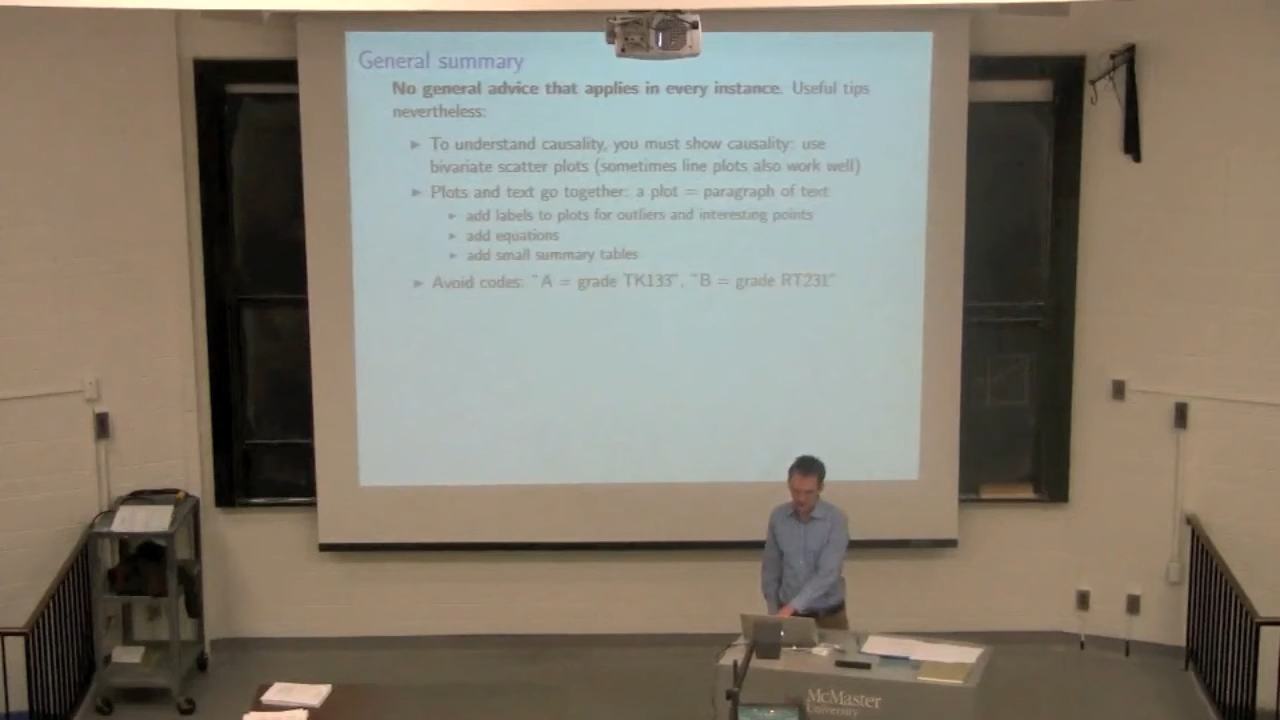 General summary
No general advice that applies in every instance. Useful tips
nevertheless:
► To understand causality, you must show causality: use
bivariate scatter plots (sometimes line plots also work well)
► Plots and text go together: a plot = paragraph of text
► add labels to plots for outliers and interesting points
► add equations
► add small summary tables
► Avoid codes: "A = grade TK133", "B = grade RT231"
McMaster
University